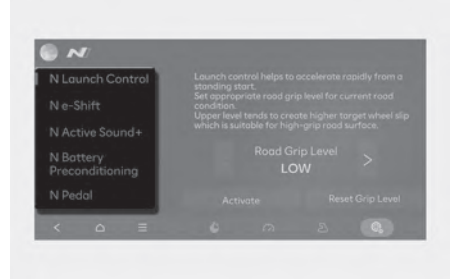 N
N Launch Control
N e-Shift
N Active Sound+
N Battery
Preconditioning
N Pedal
Launch control helps to accelerate rapidly from a
standing start.
Set appropriate road grip level for current road
condition.
Upper level tends to create higher target wheel slip
which is suitable for high-grip road surface.
Road Grip Level
LOW
Activate
Reset Grip Level